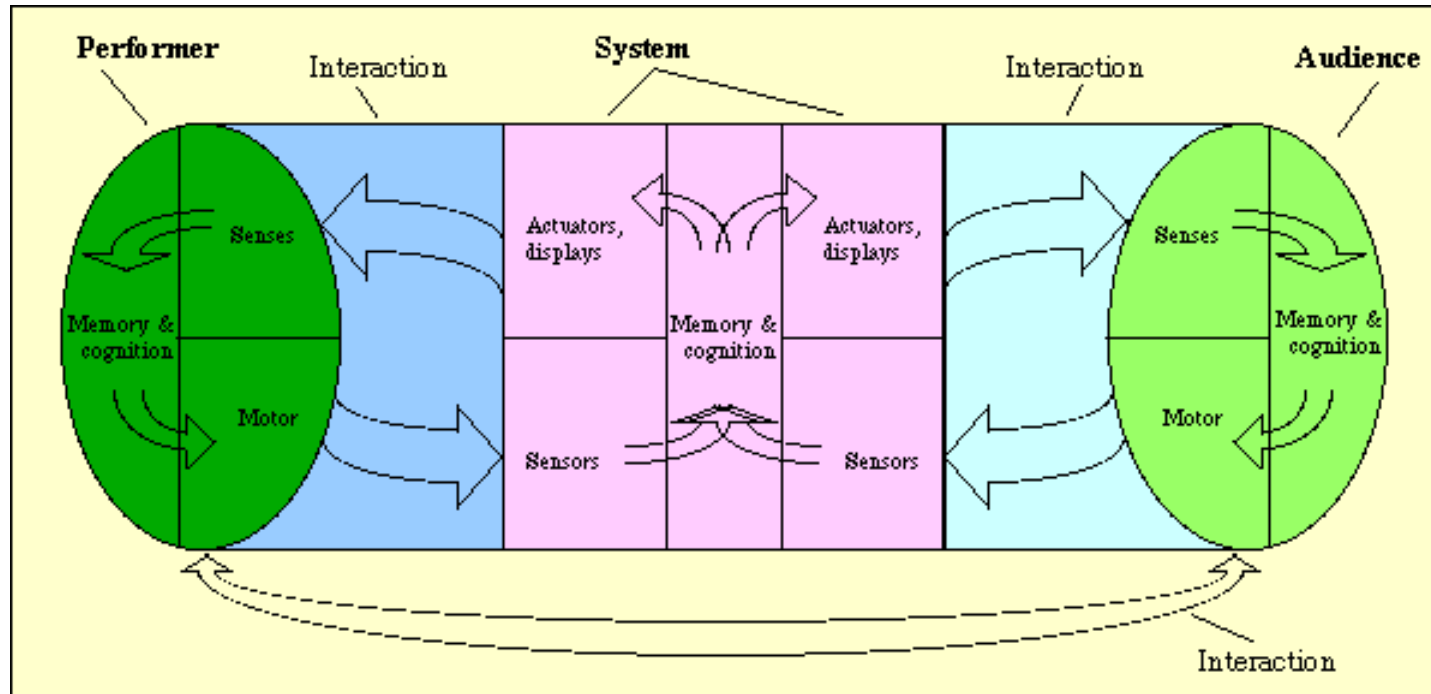 Performer
Interaction
System
Interaction
Audience
Senses
Memory &
cognition
Motor
Actuators,
displays
Sensors
Memory &
cognition
Actuators,
displays
Sensors
Senses
Memory &
cognition
Motor
Interaction